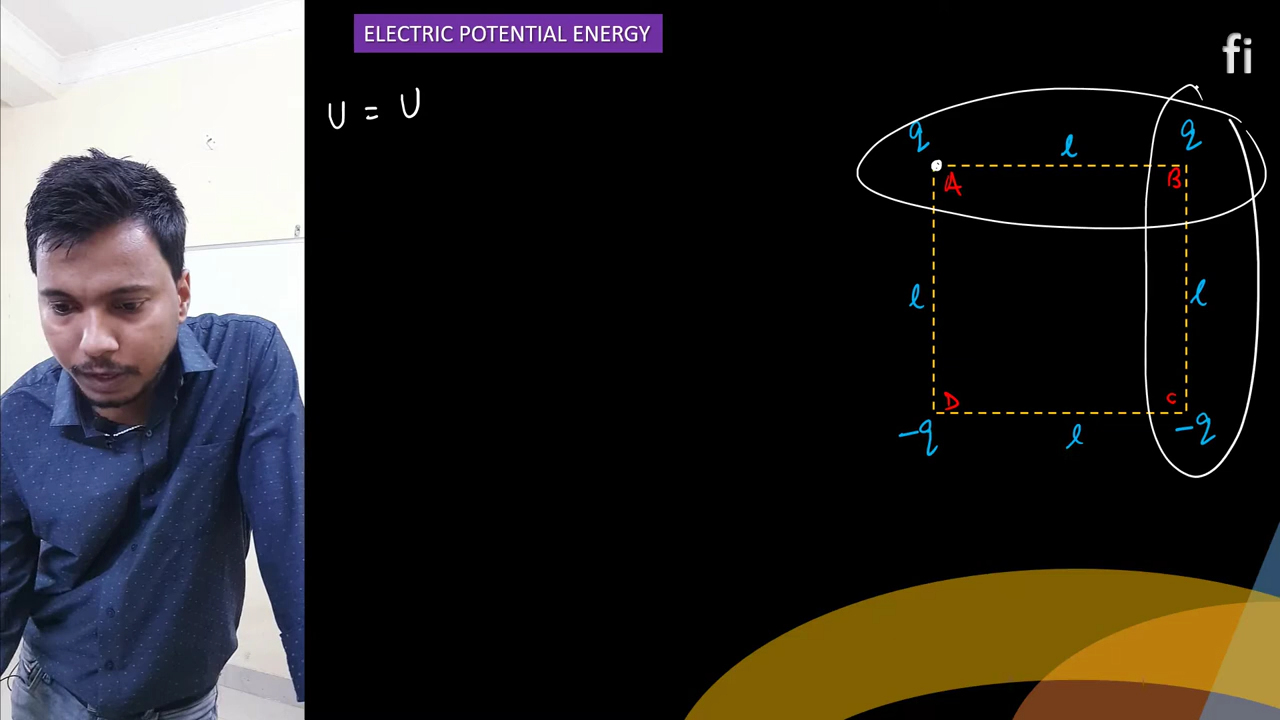 ELECTRIC POTENTIAL ENERGY
fi
U = U
q l q
A B
l l
D C
-q l -q